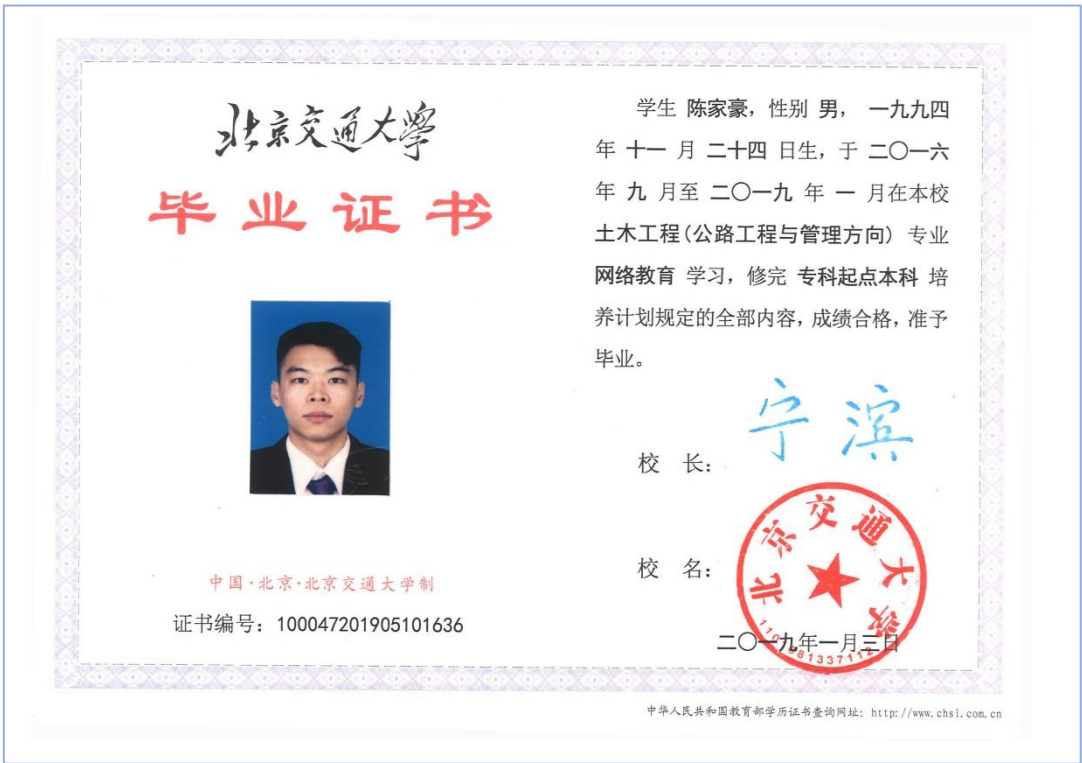 北京交通大學
毕业证书
中国·北京·北京交通大学制
证书编号：100047201905101636
学生 陈家豪，性别 男， 一九九四
年 十一 月 二十四 日生，于 二〇一六
年 九 月至 二〇一九 年 一 月在本校
土木工程(公路工程与管理方向) 专业
网络教育 学习，修完 专科起点本科 培
养计划规定的全部内容，成绩合格，准予
毕业。
校 长：
宁滨
校 名：
北京交通大学
二〇一九年一月三日
中华人民共和国教育部学历证书查询网址：http://www.chsi.com.cn